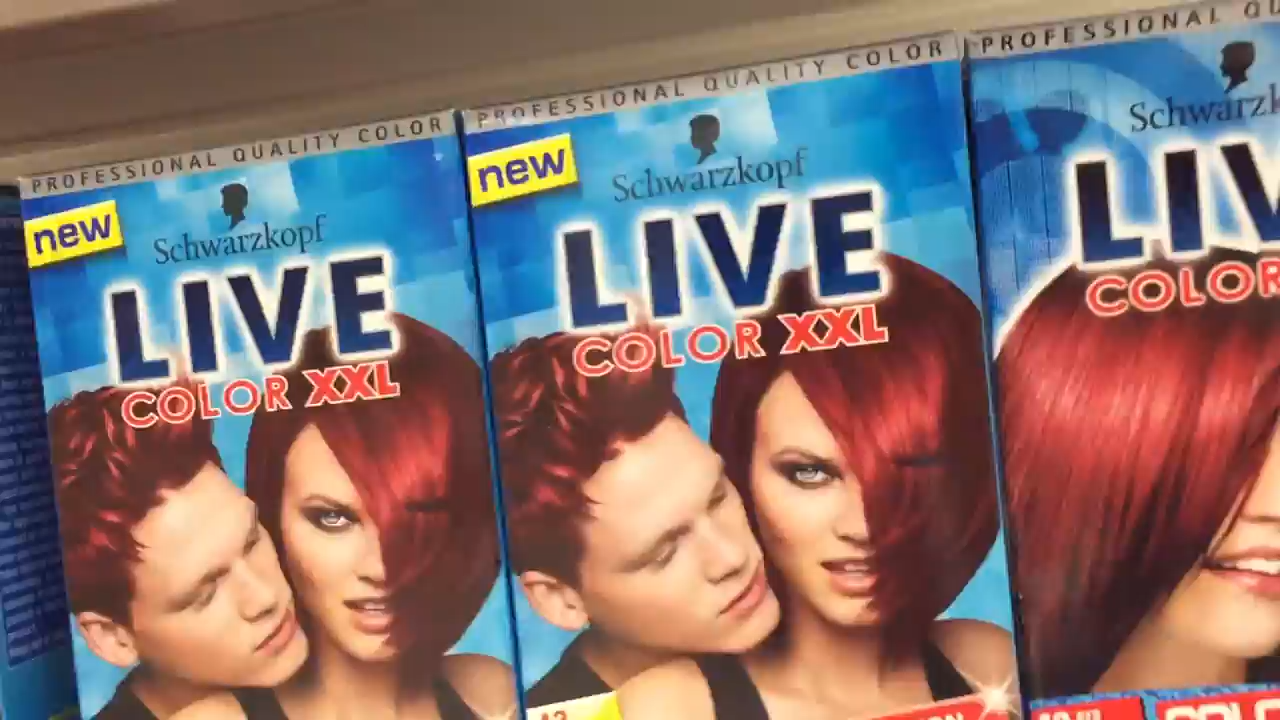 PROFESSIONAL QUALITY COLOR
new
Schwarzkopf
LIVE
COLOR XXL
PROFESSIONAL QUALITY COLOR
new
Schwarzkopf
LIVE
COLOR XXL
PROFESSIONAL QU
Schwarzk
LIV
COLOR